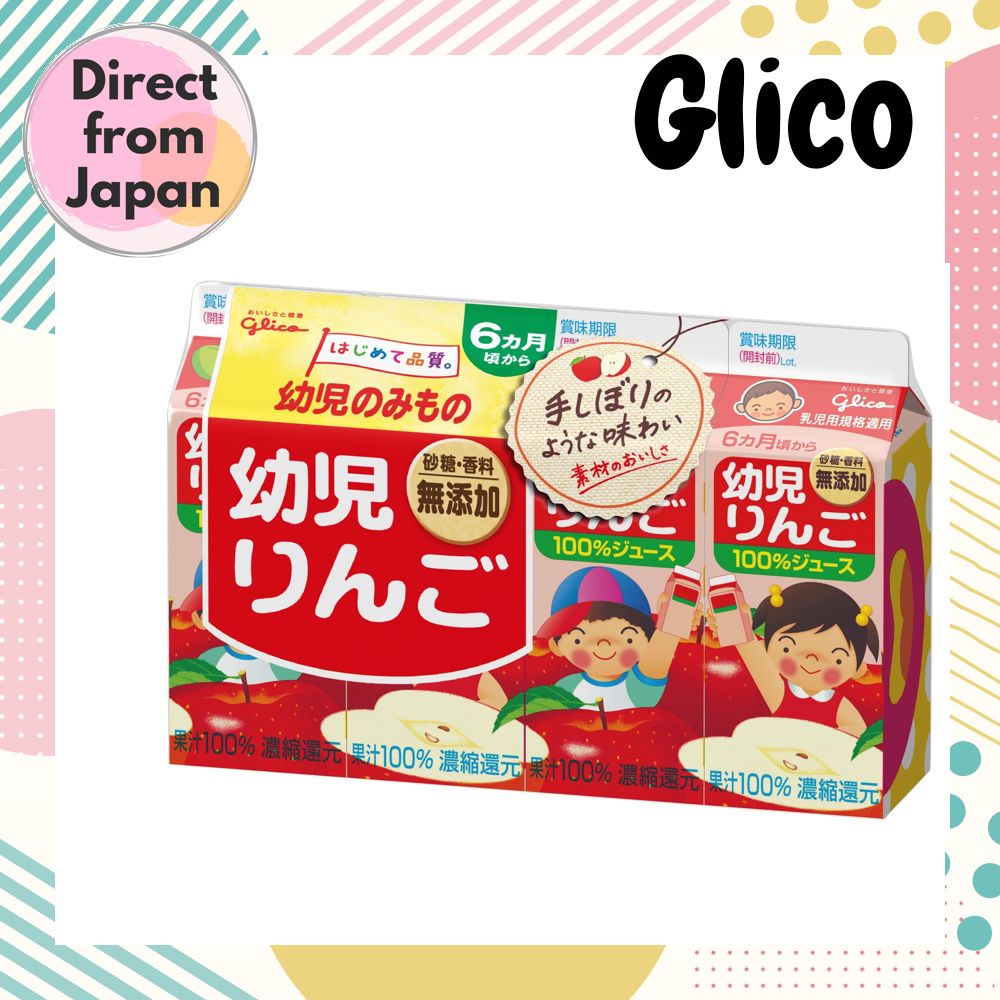 Direct
from
Japan
Glico
賞味
(開封
おいしさと健康
glico
はじめて品質。
幼児のみもの
6カ月
頃から
賞味期限
賞味期限
(開封前)Lot.
手しぼりの
ような味わい
素材のおいしさ
おいしさと健康
glico
乳児用規格適用
6カ月頃から
砂糖・香料
無添加
幼児
りんご
砂糖・香料
無添加
幼児
りんご
りんご
100%ジュース
100%ジュース
果汁100% 濃縮還元
果汁100% 濃縮還元
果汁100% 濃縮還元
果汁100% 濃縮還元